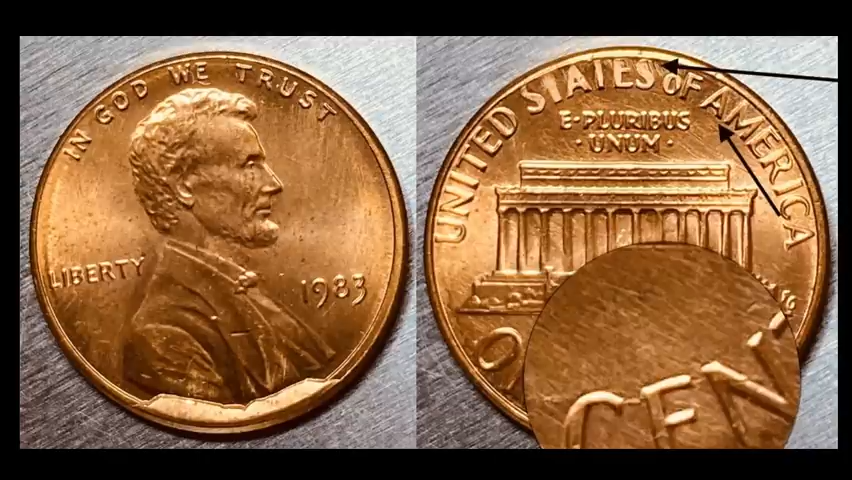 IN GOD WE TRUST
LIBERTY
1983
UNITED STATES OF AMERICA
E·PLURIBUS
·UNUM·
O
CEN